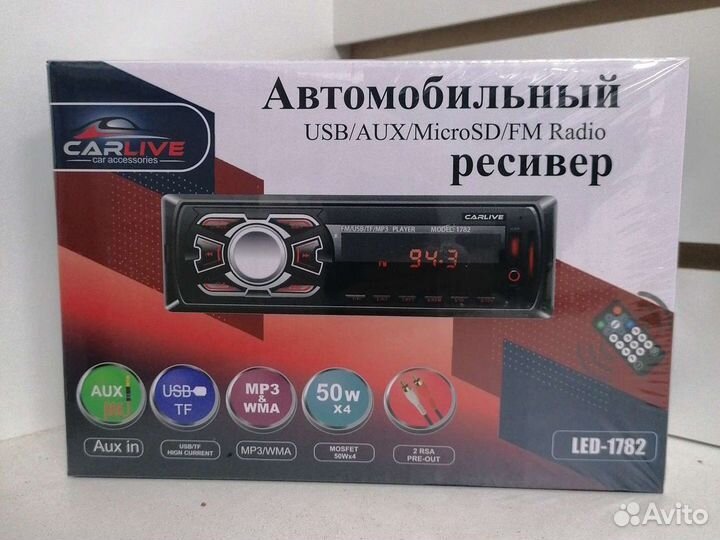 Автомобильный
USB/AUX/MicroSD/FM Radio
ресивер
CARLIVE
car accessories
CARLIVE
FM/USB/TF/MP3 PLAYER MODEL: 1782
94.3
AUX
USB
TF
MP3
&
WMA
50W
X4
Aux in
USB/TF
HIGH CURRENT
MP3/WMA
MOSFET
50Wx4
2 RSA
PRE-OUT
LED-1782
Avito